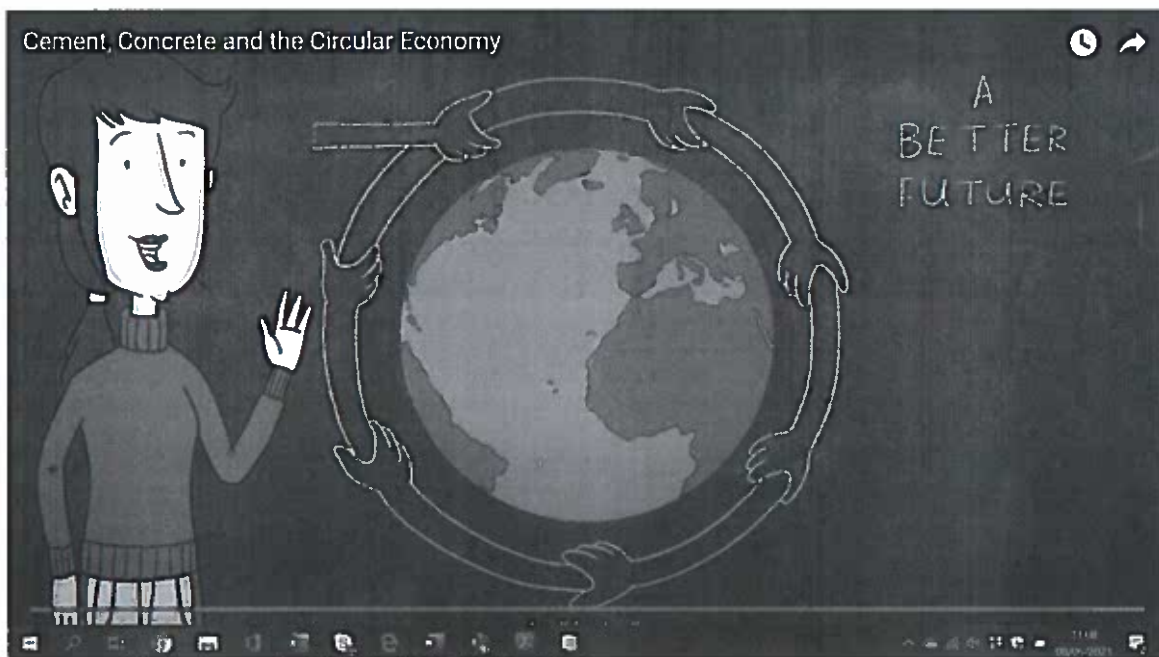 Cement, Concrete and the Circular Economy
A
BETTER
FUTURE